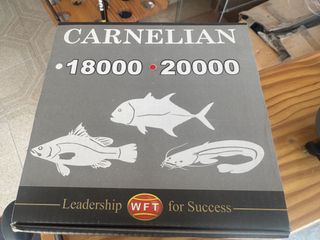 CARNELIAN
18000 20000
Leadership WFT for Success